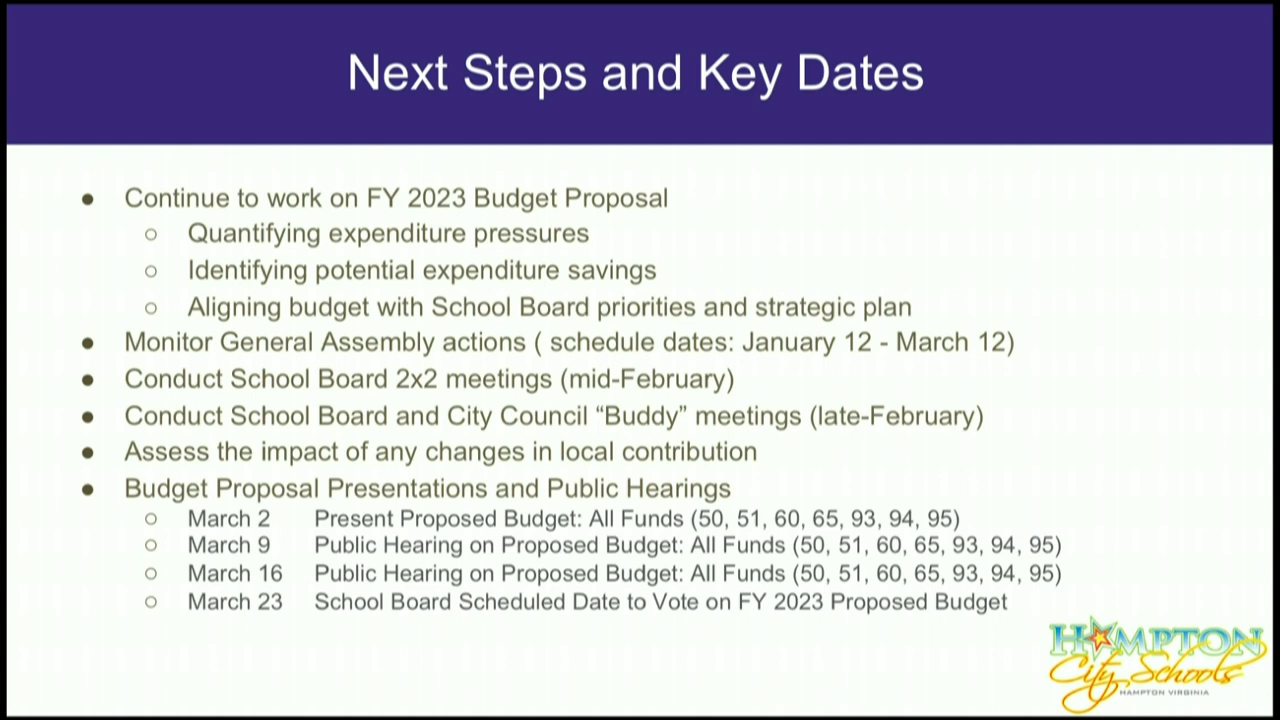 Next Steps and Key Dates
● Continue to work on FY 2023 Budget Proposal
○ Quantifying expenditure pressures
○ Identifying potential expenditure savings
○ Aligning budget with School Board priorities and strategic plan
● Monitor General Assembly actions ( schedule dates: January 12 - March 12)
● Conduct School Board 2x2 meetings (mid-February)
● Conduct School Board and City Council “Buddy” meetings (late-February)
● Assess the impact of any changes in local contribution
● Budget Proposal Presentations and Public Hearings
○ March 2 Present Proposed Budget: All Funds (50, 51, 60, 65, 93, 94, 95)
○ March 9 Public Hearing on Proposed Budget: All Funds (50, 51, 60, 65, 93, 94, 95)
○ March 16 Public Hearing on Proposed Budget: All Funds (50, 51, 60, 65, 93, 94, 95)
○ March 23 School Board Scheduled Date to Vote on FY 2023 Proposed Budget
HAMPTON
City Schools
HAMPTON VIRGINIA